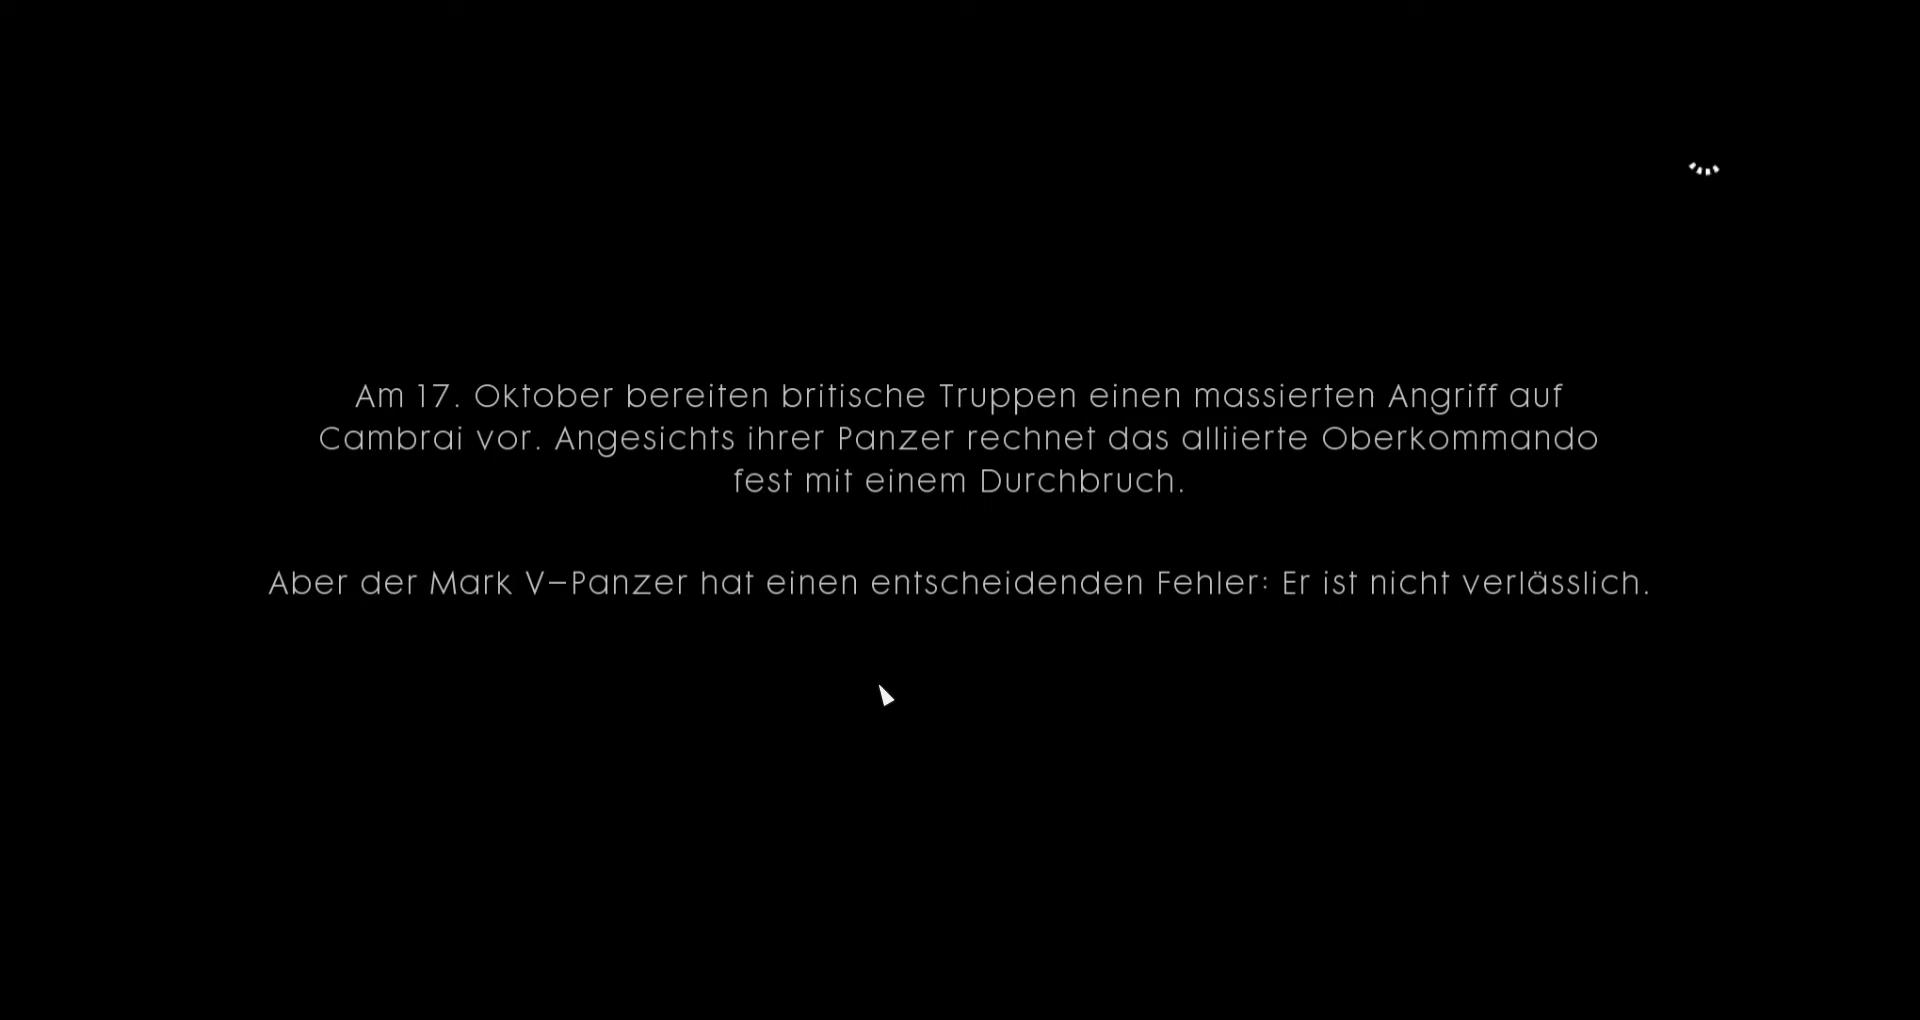 Am 17. Oktober bereiten britische Truppen einen massierten Angriff auf
Cambrai vor. Angesichts ihrer Panzer rechnet das alliierte Oberkommando
fest mit einem Durchbruch.
Aber der Mark V–Panzer hat einen entscheidenden Fehler: Er ist nicht verlässlich.